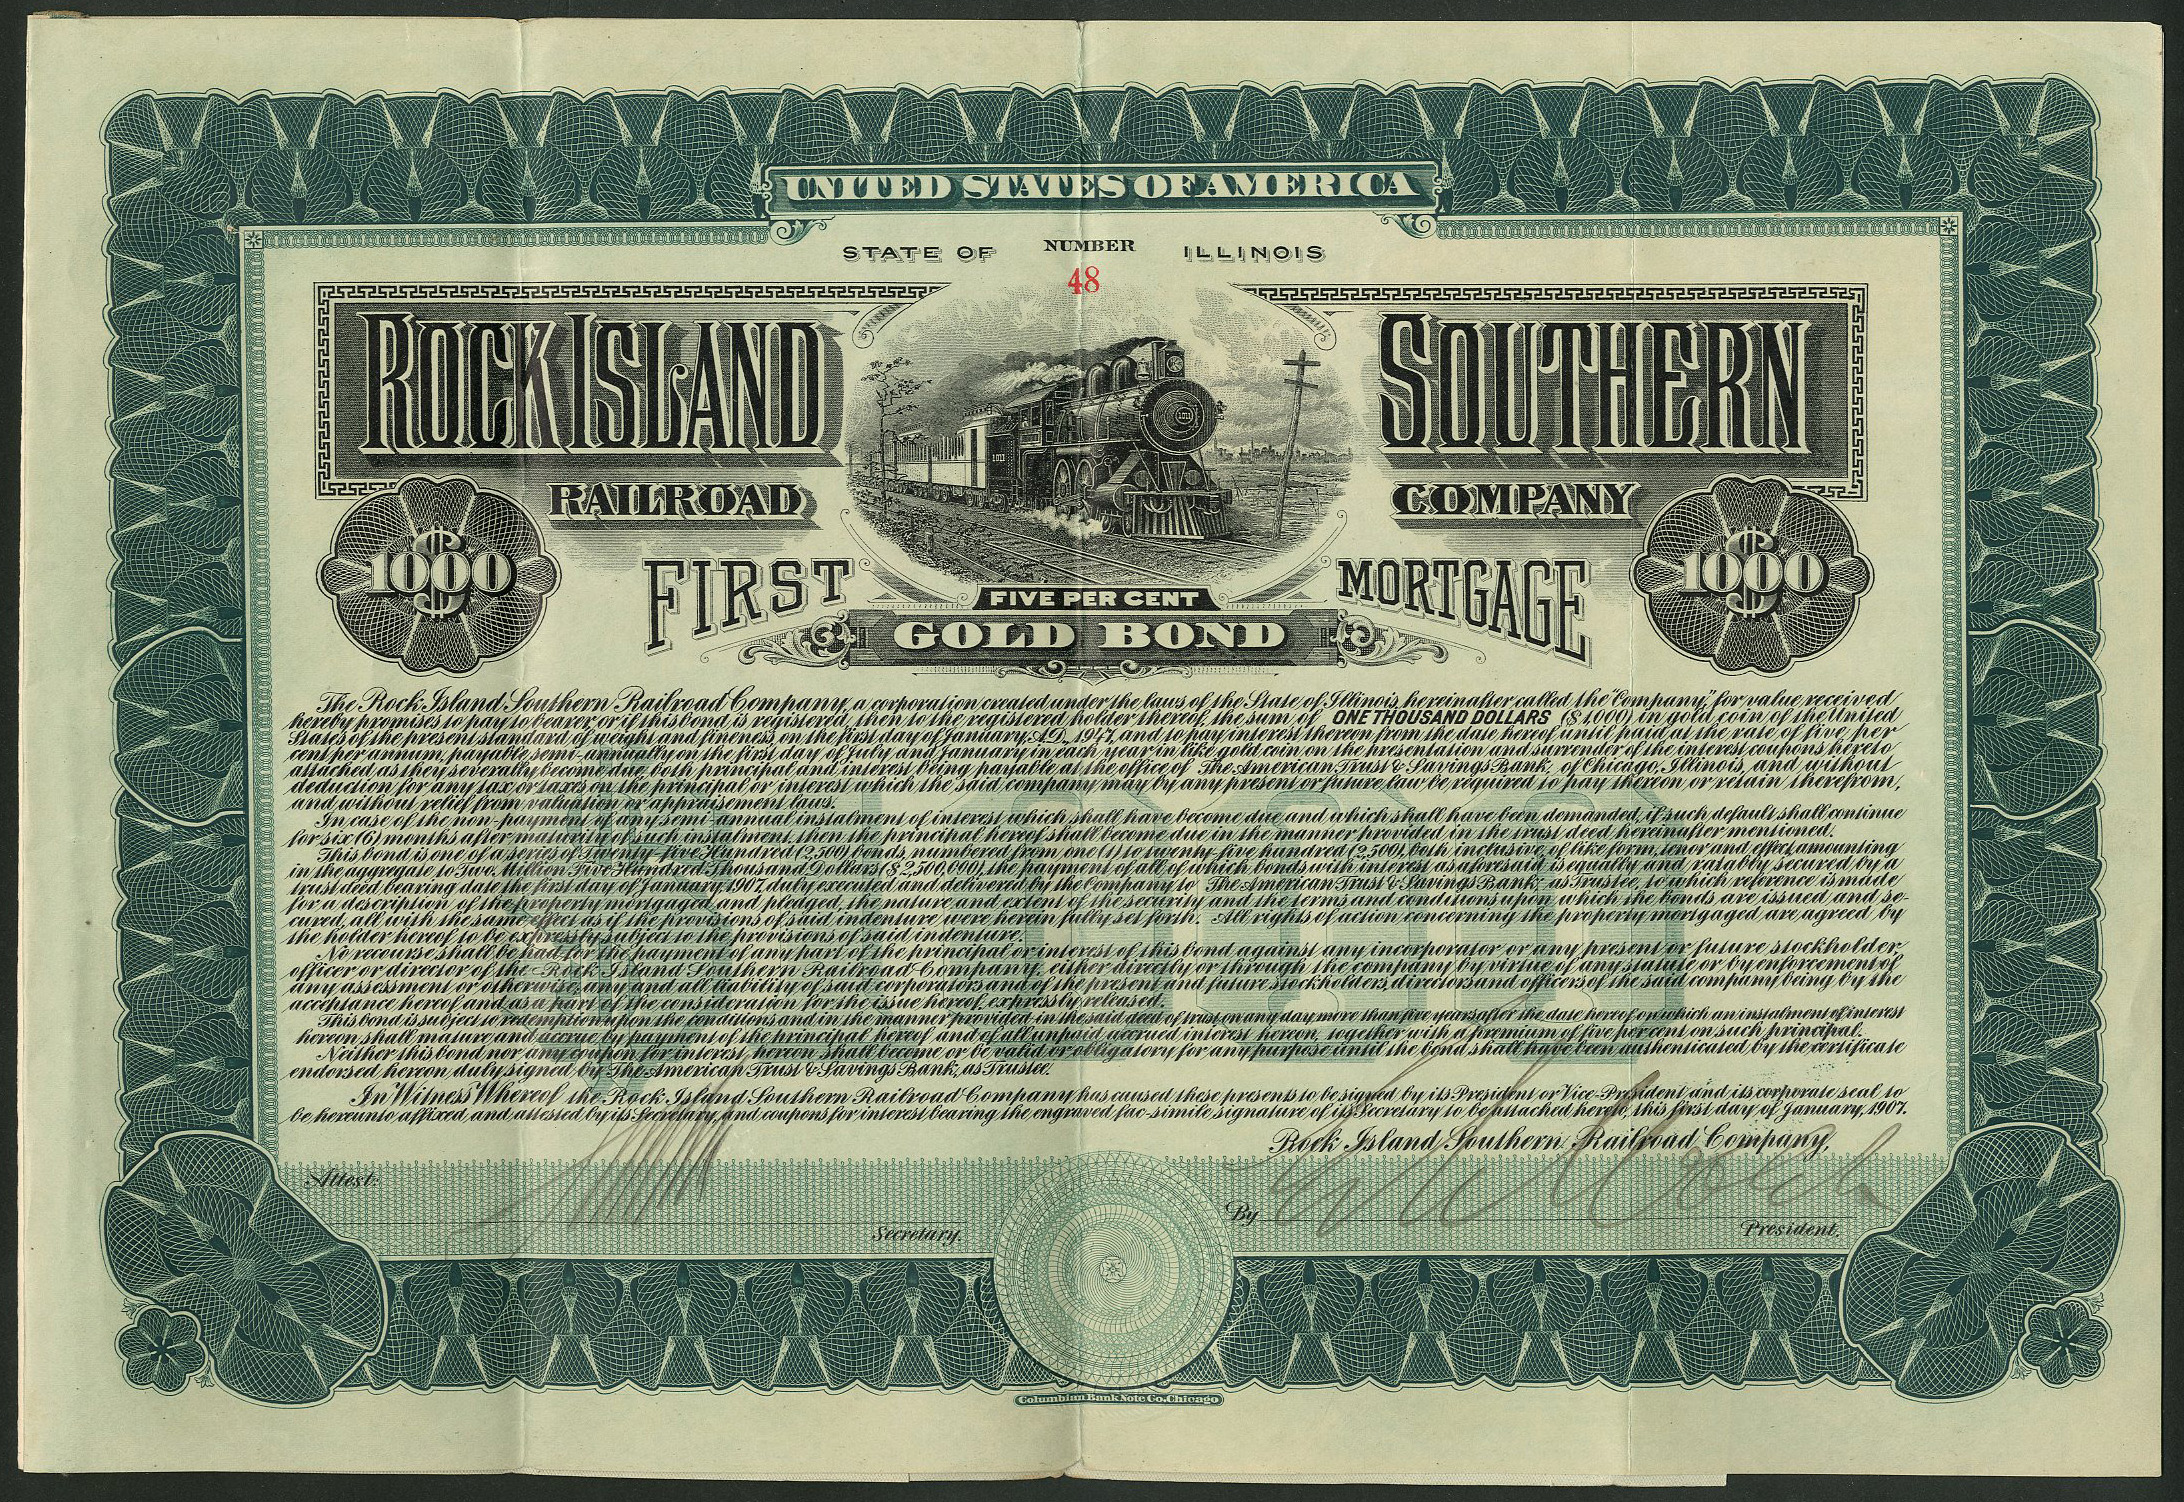 UNITED STATES OF AMERICA
STATE OF NUMBER ILLINOIS
48
ROCK ISLAND SOUTHERN
RAILROAD COMPANY
$1000 $1000
FIRST MORTGAGE
FIVE PER CENT
GOLD BOND
1011
1011
The Rock Island Southern Railroad Company, a corporation created under the laws of the State of Illinois, hereinafter called the "Company," for value received
hereby promises to pay to bearer or if this bond is registered, then to the registered holder thereof, the sum of ONE THOUSAND DOLLARS ($1,000) in gold coin of the United
States of the present standard of weight and fineness, on the first day of January, A.D., 1947, and to pay interest thereon from the date hereof until paid at the rate of five per
cent per annum, payable semi-annually on the first day of July and January in each year in like gold coin on the presentation and surrender of the interest coupons hereto
attached as they severally become due, both principal and interest being payable at the office of The American Trust & Savings Bank, of Chicago, Illinois, and without
deduction for any tax or taxes on the principal or interest which the said company may by any present or future law be required to pay thereon or retain therefrom,
and without relief from valuation or appraisement laws.
In case of the non-payment of any semi-annual instalment of interest which shall have become due and which shall have been demanded, if such default shall continue
for six (6) months after maturity of such instalment, then the principal hereof shall become due in the manner provided in the trust deed hereinafter mentioned.
This bond is one of a series of Twenty-five Hundred (2,500) bonds, numbered from one (1) to twenty-five hundred (2,500), both inclusive, of like form, tenor and effect, amounting
in the aggregate to Two Million Five Hundred Thousand Dollars ($2,500,000), the payment of all of which bonds with interest as aforesaid is equally and ratably secured by a
trust deed bearing date the first day of January, 1907, duly executed and delivered by the Company to The American Trust & Savings Bank, as Trustee, to which reference is made
for a description of the property mortgaged and pledged, the nature and extent of the security and the terms and conditions upon which the bonds are issued and se-
cured, all with the same effect as if the provisions of said indenture were herein fully set forth. All rights of action concerning the property mortgaged are agreed by
the holder hereof to be expressly subject to the provisions of said indenture.
No recourse shall be had for the payment of any part of the principal or interest of this bond against any incorporator or any present or future stockholder,
officer or director of the Rock Island Southern Railroad Company, either directly or through the company by virtue of any statute or by enforcement of
any assessment or otherwise, any and all liability of said corporators and of the present and future stockholders, directors and officers of the said company being by the
acceptance hereof and as a part of the consideration for the issue hereof, expressly released.
This bond is subject to redemption upon the conditions and in the manner provided in the said deed of trust on any day more than five years after the date hereof on which an instalment of interest
hereon shall mature and accrue by payment of the principal hereof and of all unpaid accrued interest hereon, together with a premium of five per cent on such principal.
Neither this bond nor any coupon for interest hereon shall become or be valid or obligatory for any purpose until the bond shall have been authenticated by the certificate
endorsed hereon duly signed by The American Trust & Savings Bank, as Trustee.
In Witness Whereof the Rock Island Southern Railroad Company has caused these presents to be signed by its President or Vice-President and its corporate seal to
be hereunto affixed, and attested by its Secretary, and coupons for interest bearing the engraved fac-simile signature of its Secretary to be attached hereto, this first day of January, 1907.
Rock Island Southern Railroad Company,
Attest:
Secretary.
By
President.
Columbian Bank Note Co. Chicago